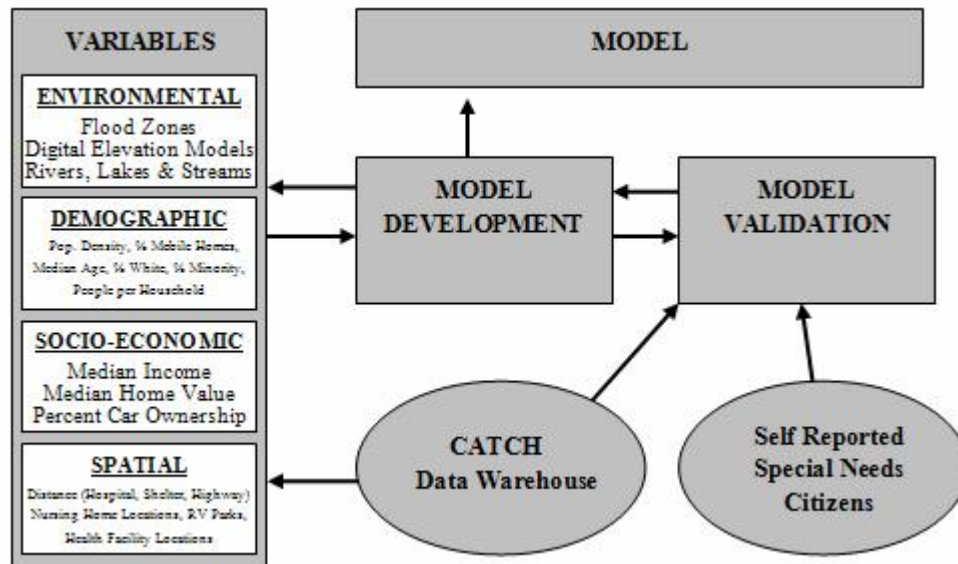 VARIABLES
ENVIRONMENTAL
Flood Zones
Digital Elevation Models
Rivers, Lakes & Streams
DEMOGRAPHIC
Pop. Density, % Mobile Homes,
Median Age, % White, % Minority,
People per Household
SOCIO-ECONOMIC
Median Income
Median Home Value
Percent Car Ownership
SPATIAL
Distance (Hospital, Shelter, Highway)
Nursing Home Locations, RV Parks,
Health Facility Locations
MODEL
MODEL
DEVELOPMENT
MODEL
VALIDATION
CATCH
Data Warehouse
Self Reported
Special Needs
Citizens